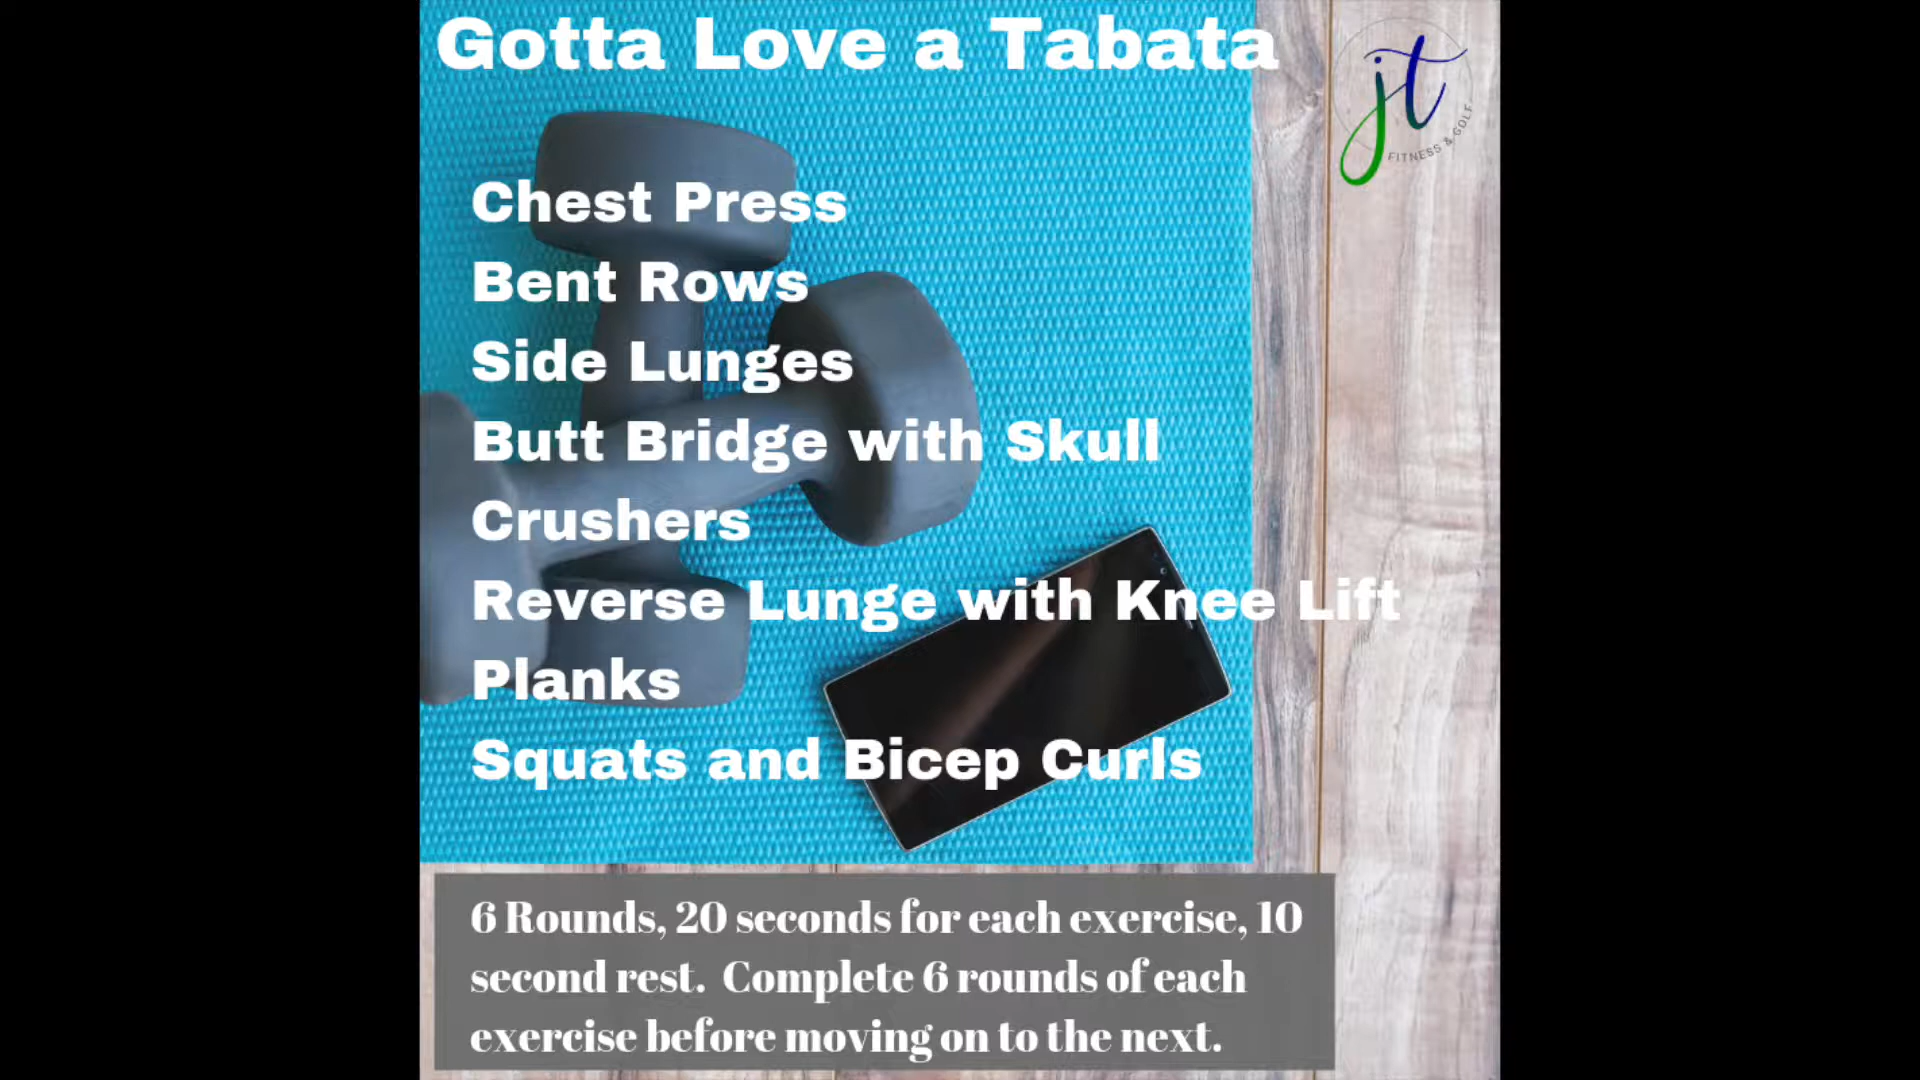 Gotta Love a Tabata
jt
FITNESS & GOLF
Chest Press
Bent Rows
Side Lunges
Butt Bridge with Skull
Crushers
Reverse Lunge with Knee Lift
Planks
Squats and Bicep Curls
6 Rounds, 20 seconds for each exercise, 10
second rest.  Complete 6 rounds of each
exercise before moving on to the next.